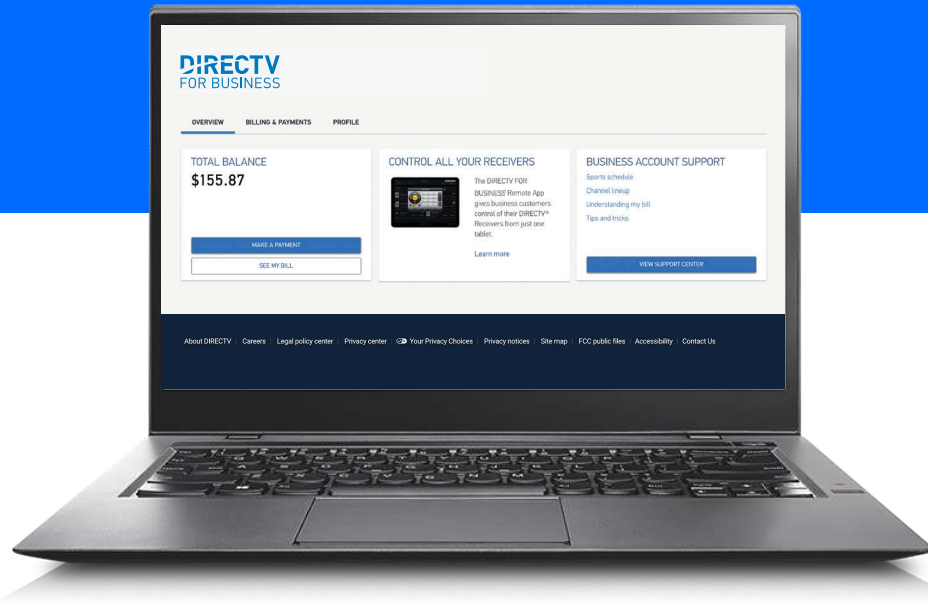 DIRECTV
FOR BUSINESS
OVERVIEW
BILLING & PAYMENTS
PROFILE
TOTAL BALANCE
$155.87
MAKE A PAYMENT
SEE MY BILL
CONTROL ALL YOUR RECEIVERS
The DIRECTV FOR
BUSINESS Remote App
gives business customers
control of their DIRECTV®
Receivers from just one
tablet.
Learn more
BUSINESS ACCOUNT SUPPORT
Sports schedule
Channel lineup
Understanding my bill
Tips and tricks
VIEW SUPPORT CENTER
About DIRECTV | Careers | Legal policy center | Privacy center | Your Privacy Choices | Privacy notices | Site map | FCC public files | Accessibility | Contact Us